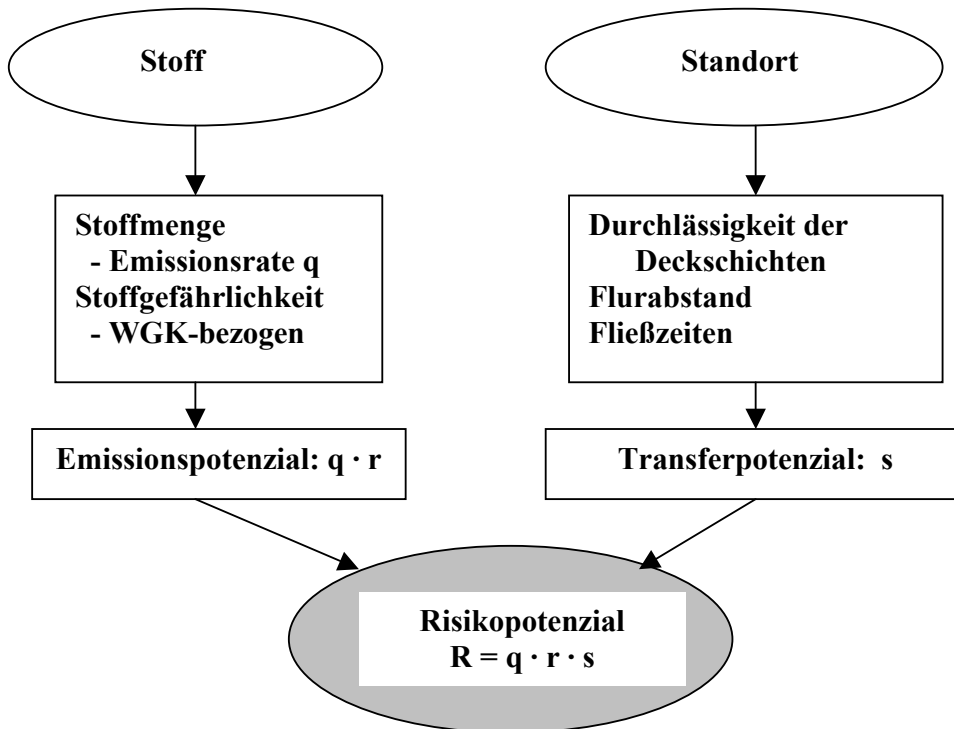 Stoff
Standort
Stoffmenge
- Emissionsrate q
Stoffgefährlichkeit
- WGK-bezogen
Durchlässigkeit der
Deckschichten
Flurabstand
Fließzeiten
Emissionspotenzial: q · r
Transferpotenzial: s
Risikopotenzial
R = q · r · s